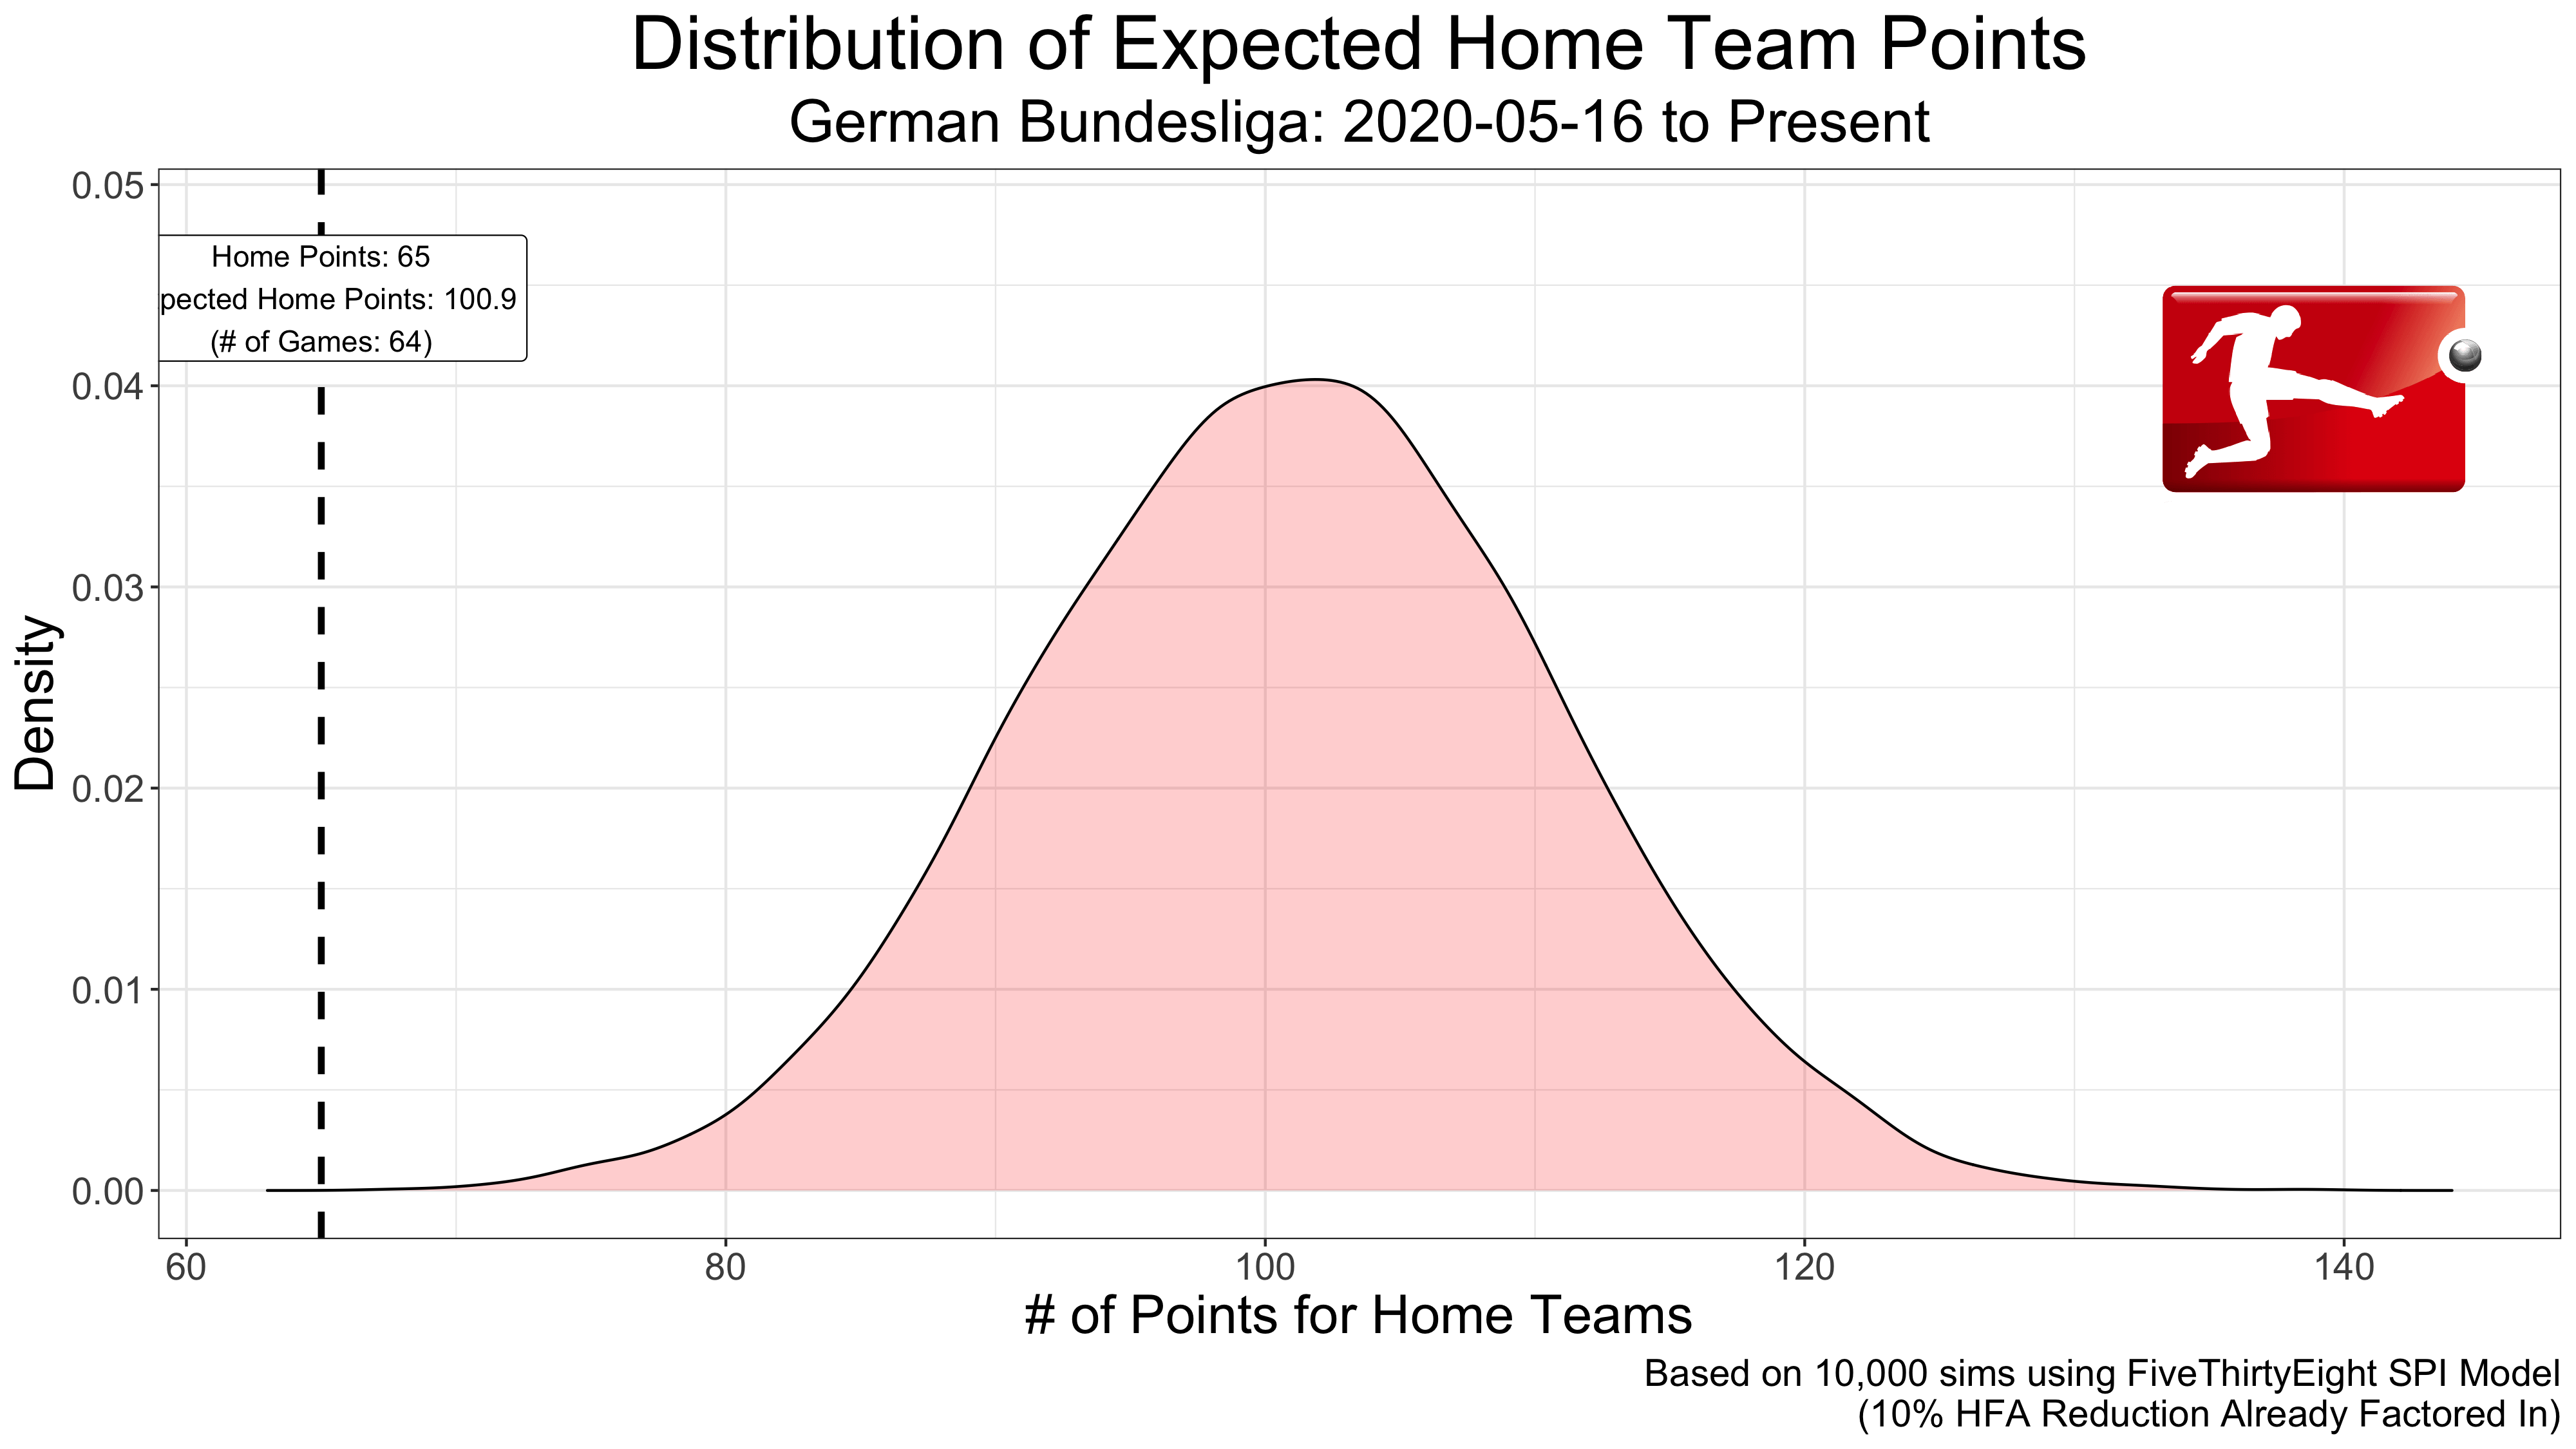 Distribution of Expected Home Team Points
German Bundesliga: 2020-05-16 to Present
0.05
Home Points: 65
pected Home Points: 100.9
(# of Games: 64)
0.04
0.03
0.02
0.01
0.00
Density
60 80 100 120 140
# of Points for Home Teams
Based on 10,000 sims using FiveThirtyEight SPI Model
(10% HFA Reduction Already Factored In)